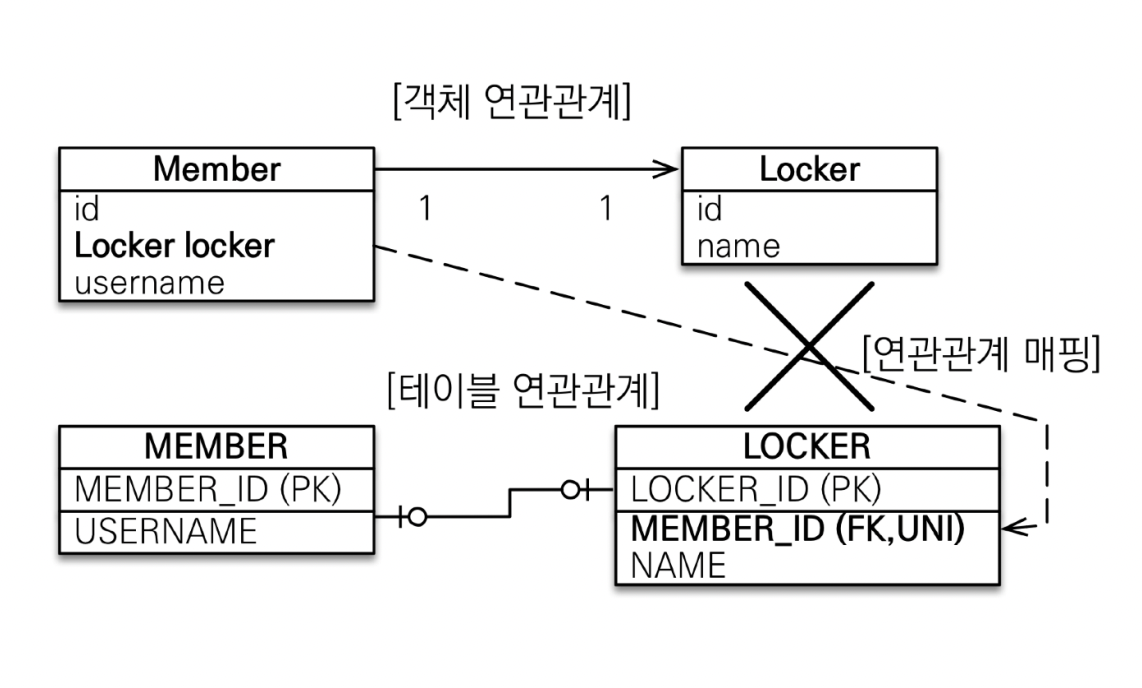 [객체 연관관계]
Member
id
Locker locker
username
1
1
Locker
id
name
[연관관계 매핑]
[테이블 연관관계]
MEMBER
MEMBER_ID (PK)
USERNAME
LOCKER
LOCKER_ID (PK)
MEMBER_ID (FK,UNI)
NAME